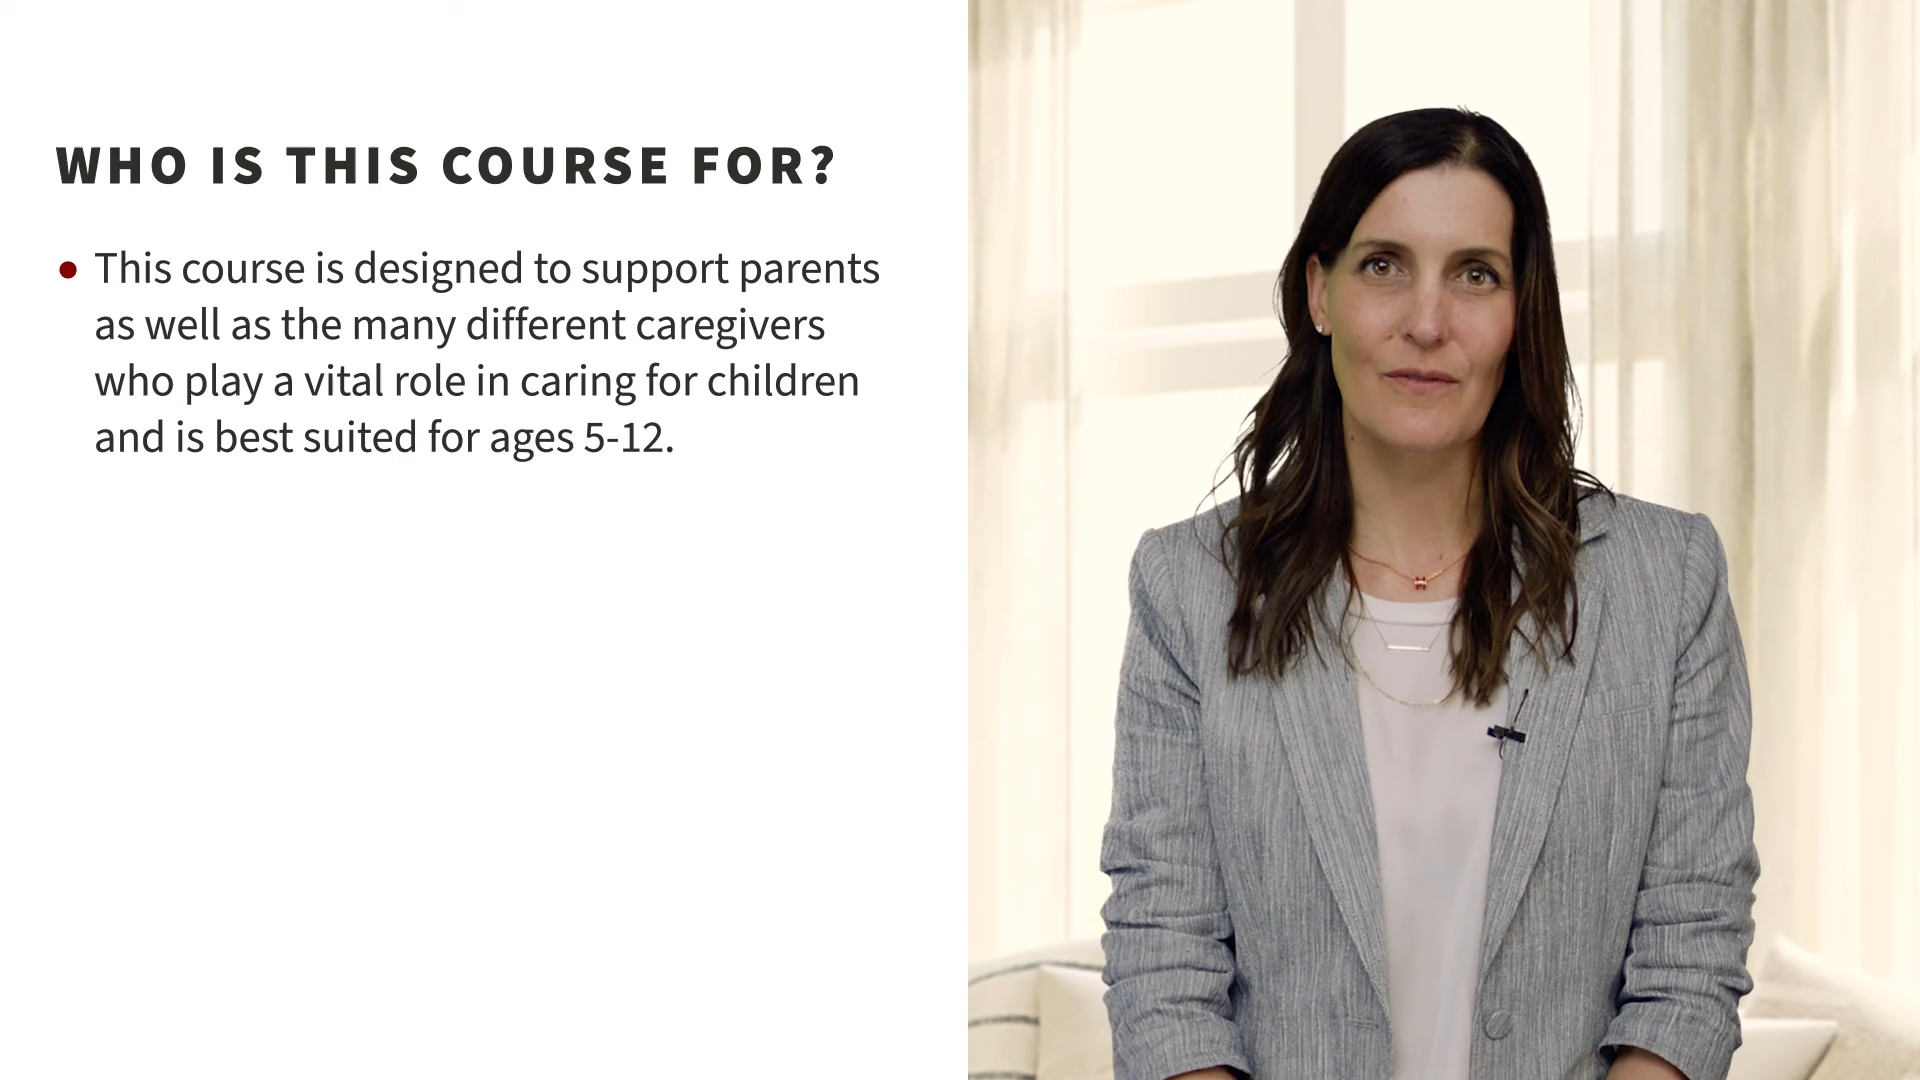 WHO IS THIS COURSE FOR?
• This course is designed to support parents
as well as the many different caregivers
who play a vital role in caring for children
and is best suited for ages 5-12.